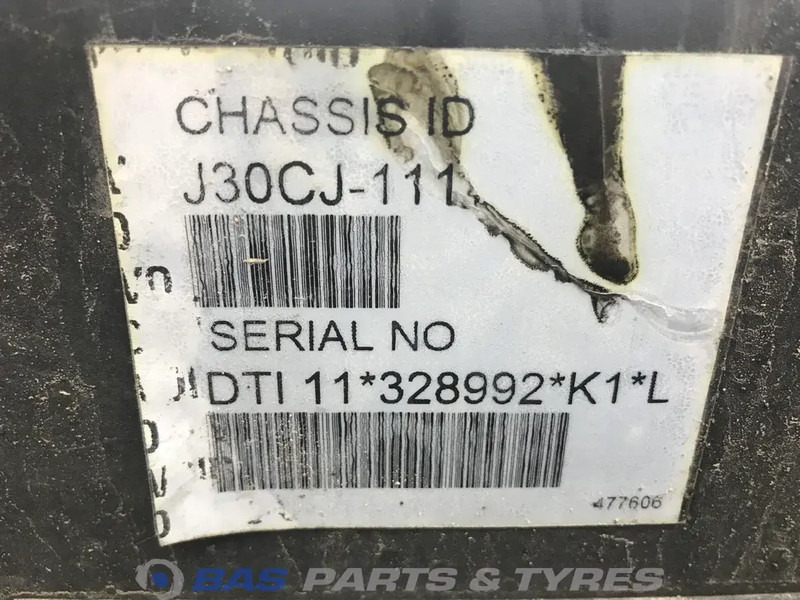 CHASSIS ID
J30CJ-111
SERIAL NO
DTI 11*328992*K1*L
477606
BAS PARTS & TYRES